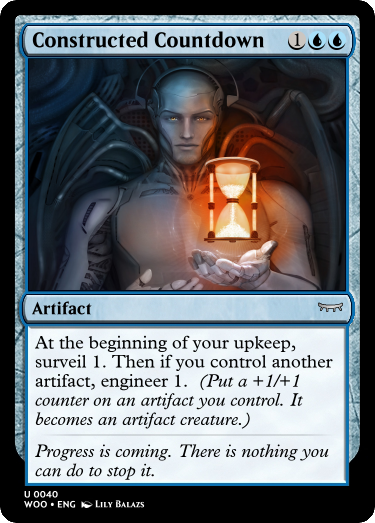 Constructed Countdown 1
Artifact
At the beginning of your upkeep,
surveil 1. Then if you control another
artifact, engineer 1. (Put a +1/+1
counter on an artifact you control. It
becomes an artifact creature.)
Progress is coming. There is nothing you
can do to stop it.
U 0040
WOO • ENG Lily Balazs